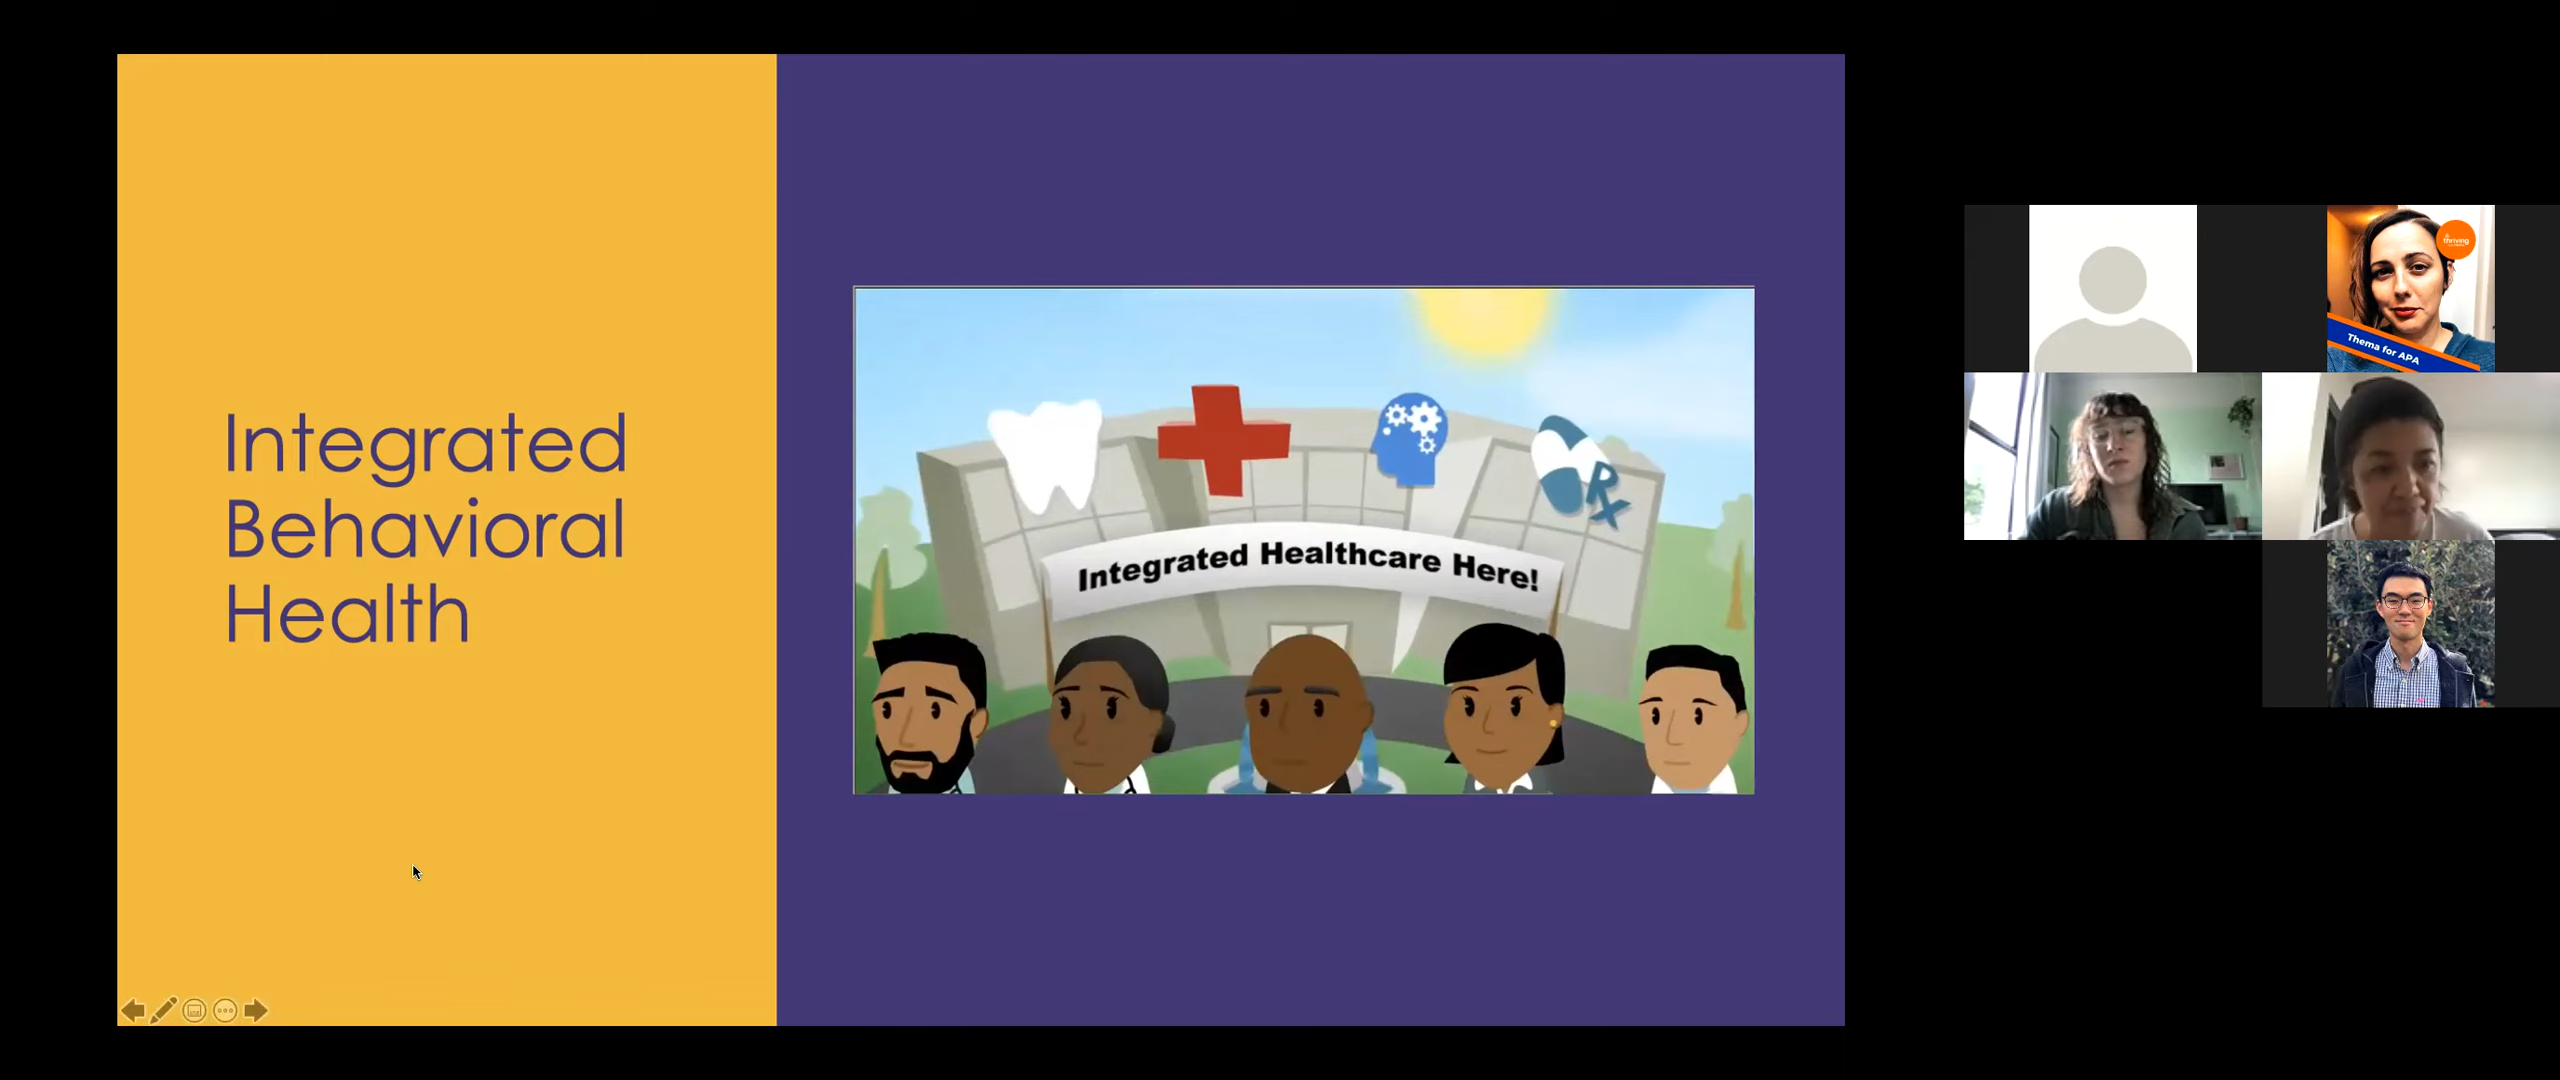 Integrated
Behavioral
Health
Rx
Integrated Healthcare Here!
thriving
Thema for APA